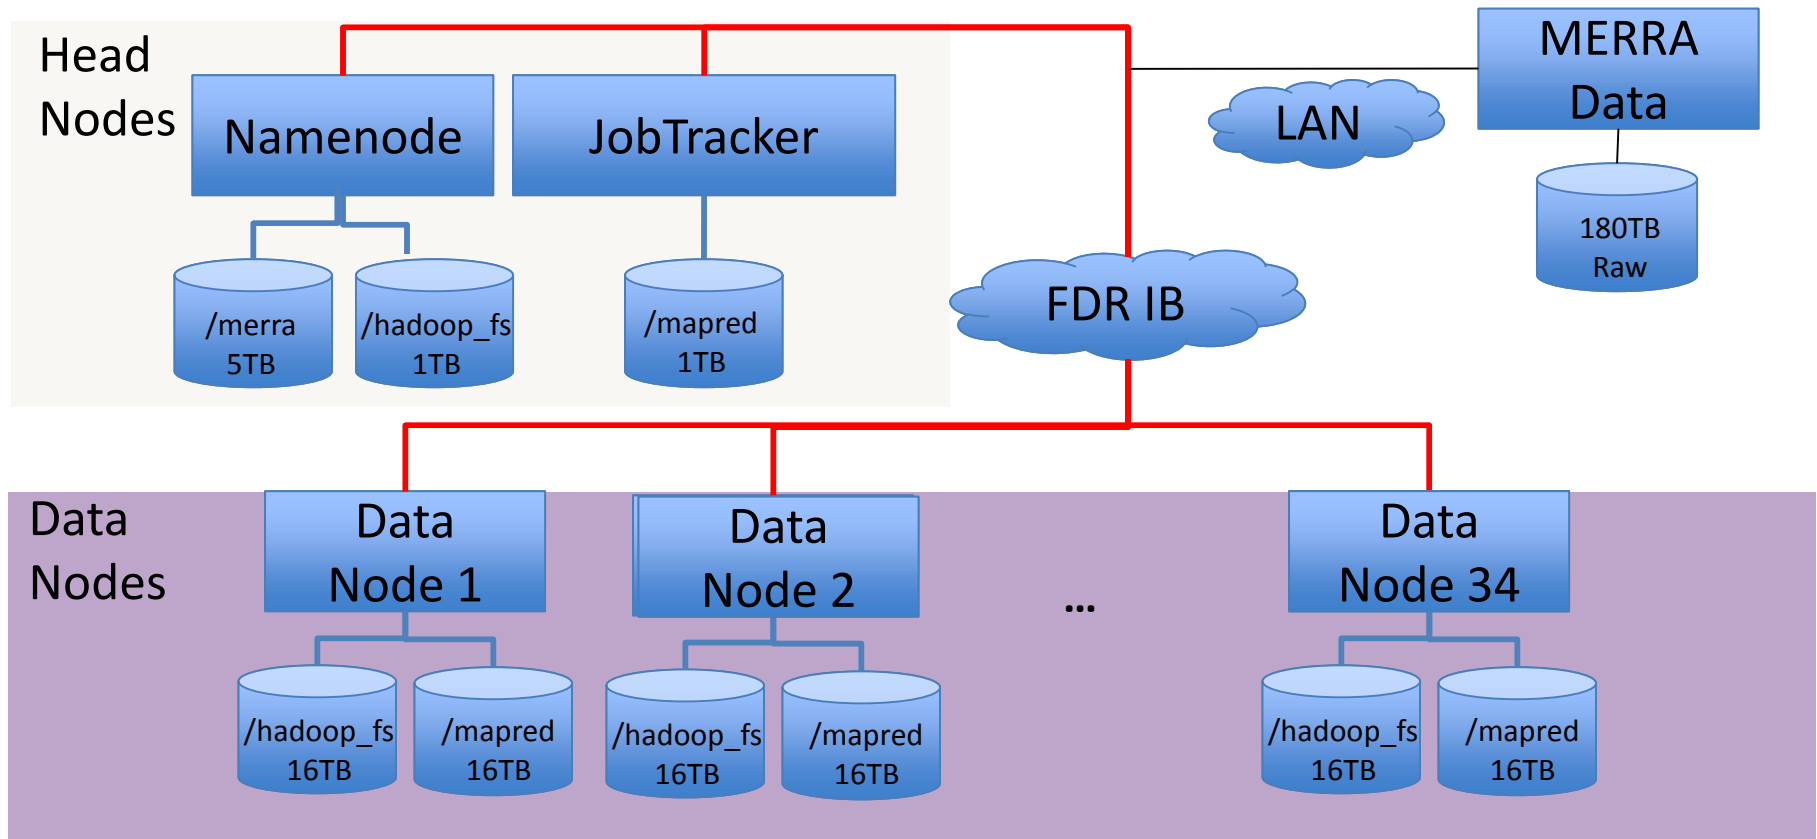 Head
Nodes
Namenode
JobTracker
MERRA
Data
LAN
180TB
Raw
FDR IB
/merra
5TB
/hadoop_fs
1TB
/mapred
1TB
Data
Nodes
Data
Node 1
Data
Node 2
...
Data
Node 34
/hadoop_fs
16TB
/mapred
16TB
/hadoop_fs
16TB
/mapred
16TB
/hadoop_fs
16TB
/mapred
16TB